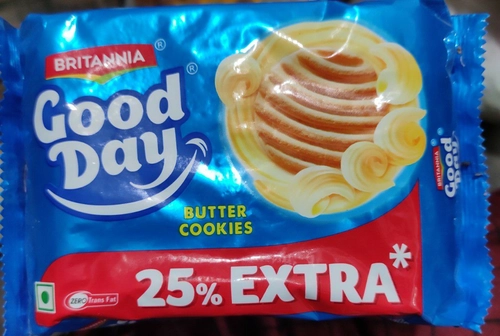 BRITANNIA ®
Good ®
Day
BUTTER
COOKIES
25% EXTRA*
ZERO Trans Fat
BRITANNIA
Good
Day